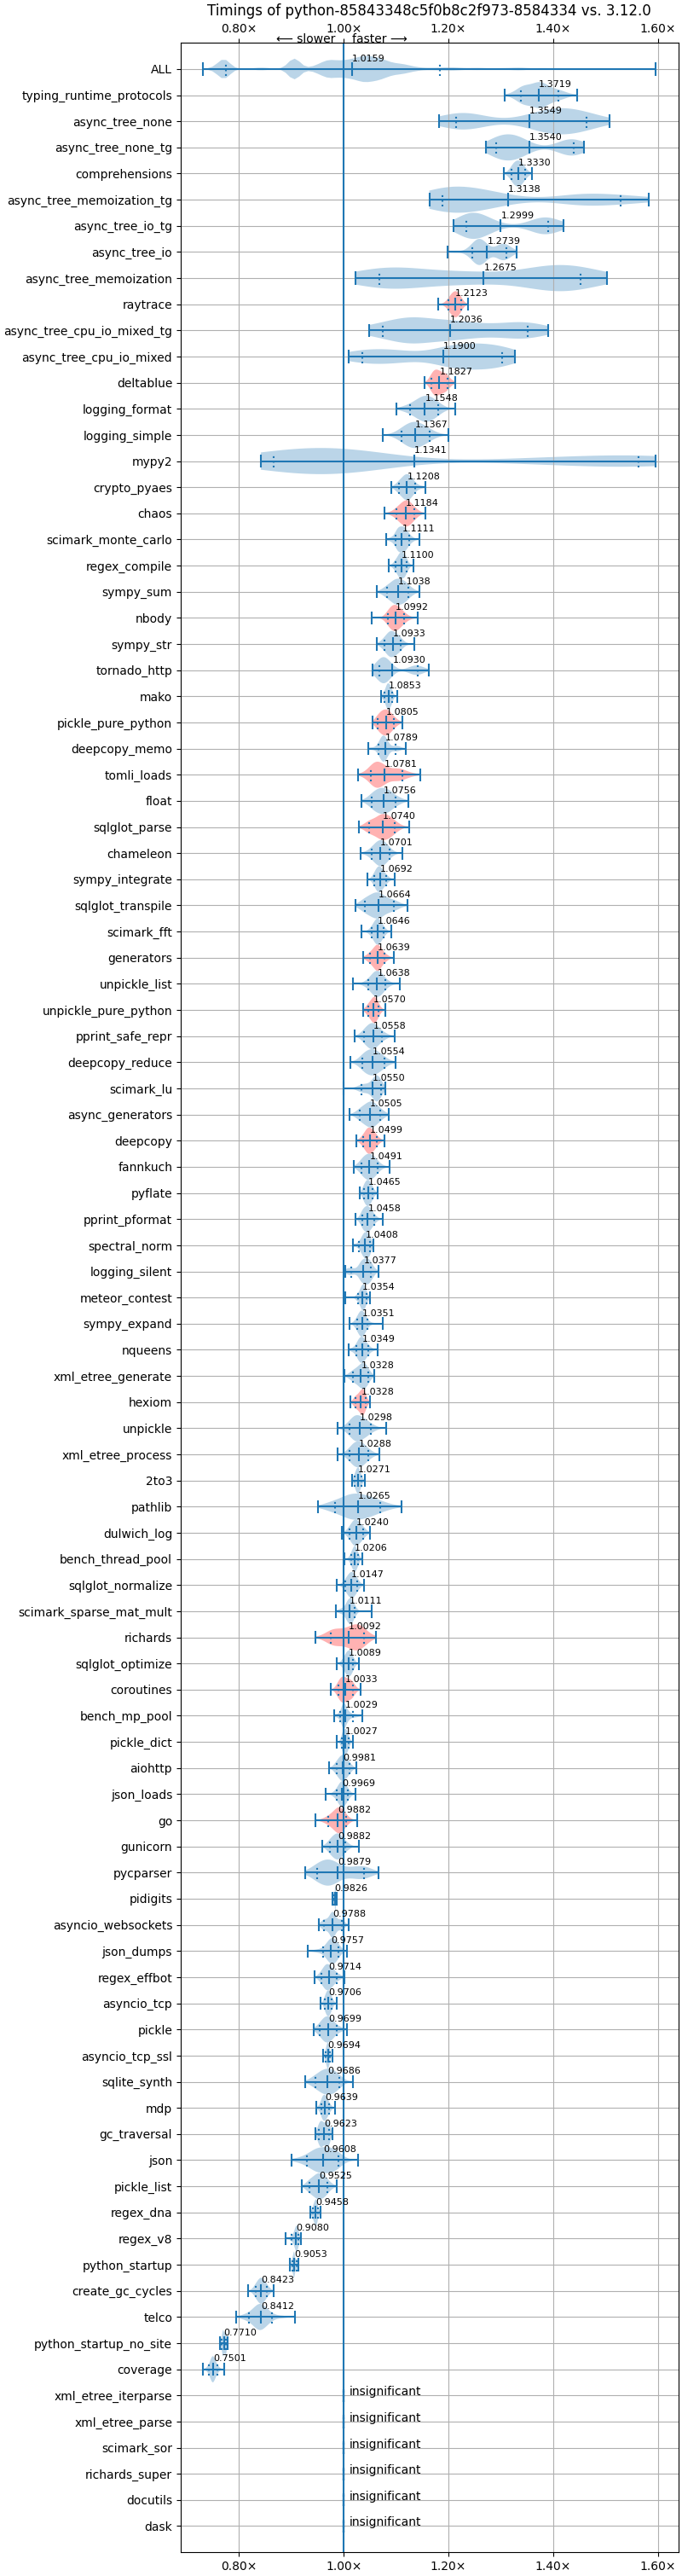 Timings of python-85843348c5f0b8c2f973-8584334 vs. 3.12.0
0.80× 1.00× 1.20× 1.40× 1.60×
⟵ slower faster ⟶
ALL 1.0159
typing_runtime_protocols 1.3719
async_tree_none 1.3549
async_tree_none_tg 1.3540
comprehensions 1.3330
async_tree_memoization_tg 1.3138
async_tree_io_tg 1.2999
async_tree_io 1.2739
async_tree_memoization 1.2675
raytrace 1.2123
async_tree_cpu_io_mixed_tg 1.2036
async_tree_cpu_io_mixed 1.1900
deltablue 1.1827
logging_format 1.1548
logging_simple 1.1367
mypy2 1.1341
crypto_pyaes 1.1208
chaos 1.1184
scimark_monte_carlo 1.1111
regex_compile 1.1100
sympy_sum 1.1038
nbody 1.0992
sympy_str 1.0933
tornado_http 1.0930
mako 1.0853
pickle_pure_python 1.0805
deepcopy_memo 1.0789
tomli_loads 1.0781
float 1.0756
sqlglot_parse 1.0740
chameleon 1.0701
sympy_integrate 1.0692
sqlglot_transpile 1.0664
scimark_fft 1.0646
generators 1.0639
unpickle_list 1.0638
unpickle_pure_python 1.0570
pprint_safe_repr 1.0558
deepcopy_reduce 1.0554
scimark_lu 1.0550
async_generators 1.0505
deepcopy 1.0499
fannkuch 1.0491
pyflate 1.0465
pprint_pformat 1.0458
spectral_norm 1.0408
logging_silent 1.0377
meteor_contest 1.0354
sympy_expand 1.0351
nqueens 1.0349
xml_etree_generate 1.0328
hexiom 1.0328
unpickle 1.0298
xml_etree_process 1.0288
2to3 1.0271
pathlib 1.0265
dulwich_log 1.0240
bench_thread_pool 1.0206
sqlglot_normalize 1.0147
scimark_sparse_mat_mult 1.0111
richards 1.0092
sqlglot_optimize 1.0089
coroutines 1.0033
bench_mp_pool 1.0029
pickle_dict 1.0027
aiohttp 0.9981
json_loads 0.9969
go 0.9882
gunicorn 0.9882
pycparser 0.9879
pidigits 0.9826
asyncio_websockets 0.9788
json_dumps 0.9757
regex_effbot 0.9714
asyncio_tcp 0.9706
pickle 0.9699
asyncio_tcp_ssl 0.9694
sqlite_synth 0.9686
mdp 0.9639
gc_traversal 0.9623
json 0.9608
pickle_list 0.9525
regex_dna 0.9458
regex_v8 0.9080
python_startup 0.9053
create_gc_cycles 0.8423
telco 0.8412
python_startup_no_site 0.7710
coverage 0.7501
xml_etree_iterparse insignificant
xml_etree_parse insignificant
scimark_sor insignificant
richards_super insignificant
docutils insignificant
dask insignificant
0.80× 1.00× 1.20× 1.40× 1.60×